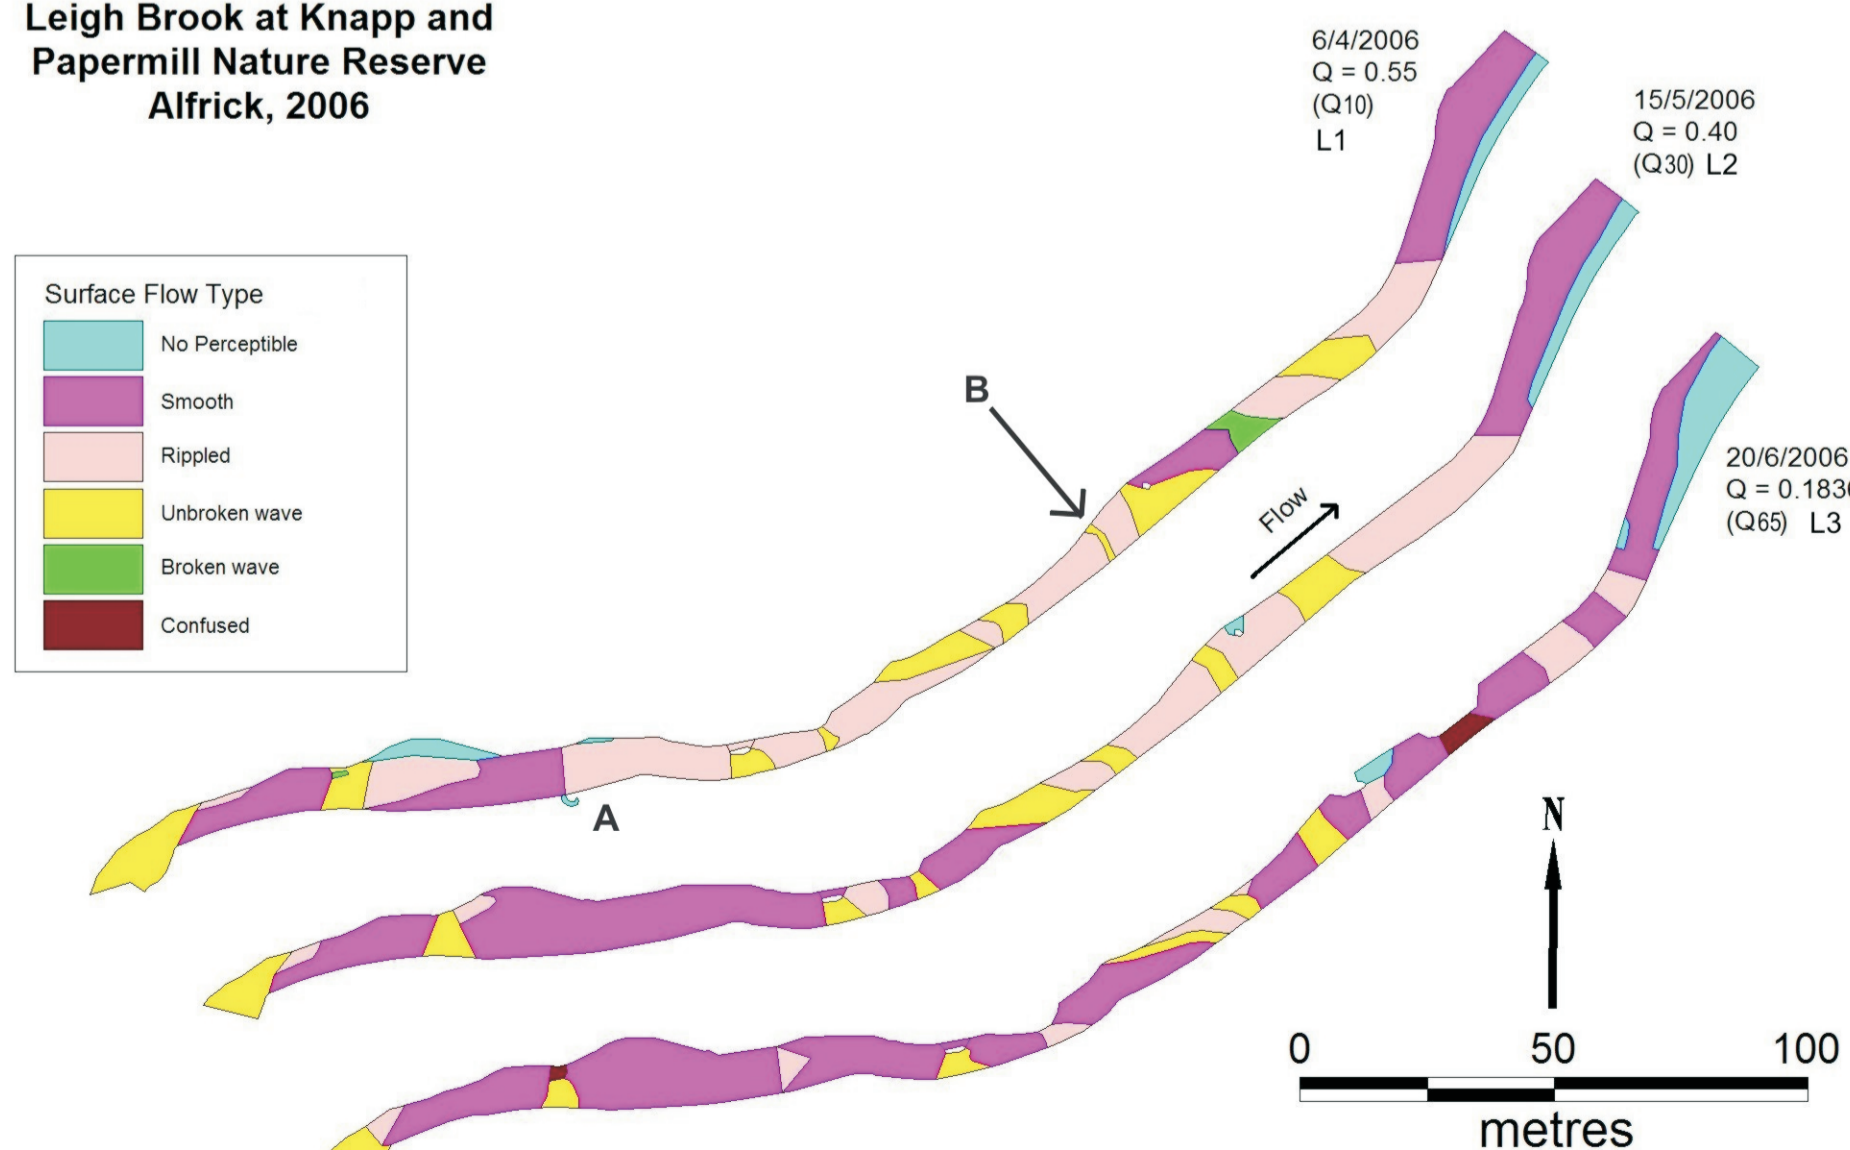 Leigh Brook at Knapp and
Papermill Nature Reserve
Alfrick, 2006
6/4/2006
Q = 0.55
(Q10)
L1
15/5/2006
Q = 0.40
(Q30) L2
20/6/2006
Q = 0.183
(Q65) L3
Surface Flow Type
No Perceptible
Smooth
Rippled
Unbroken wave
Broken wave
Confused
B
Flow
A
N
0 50 100
metres